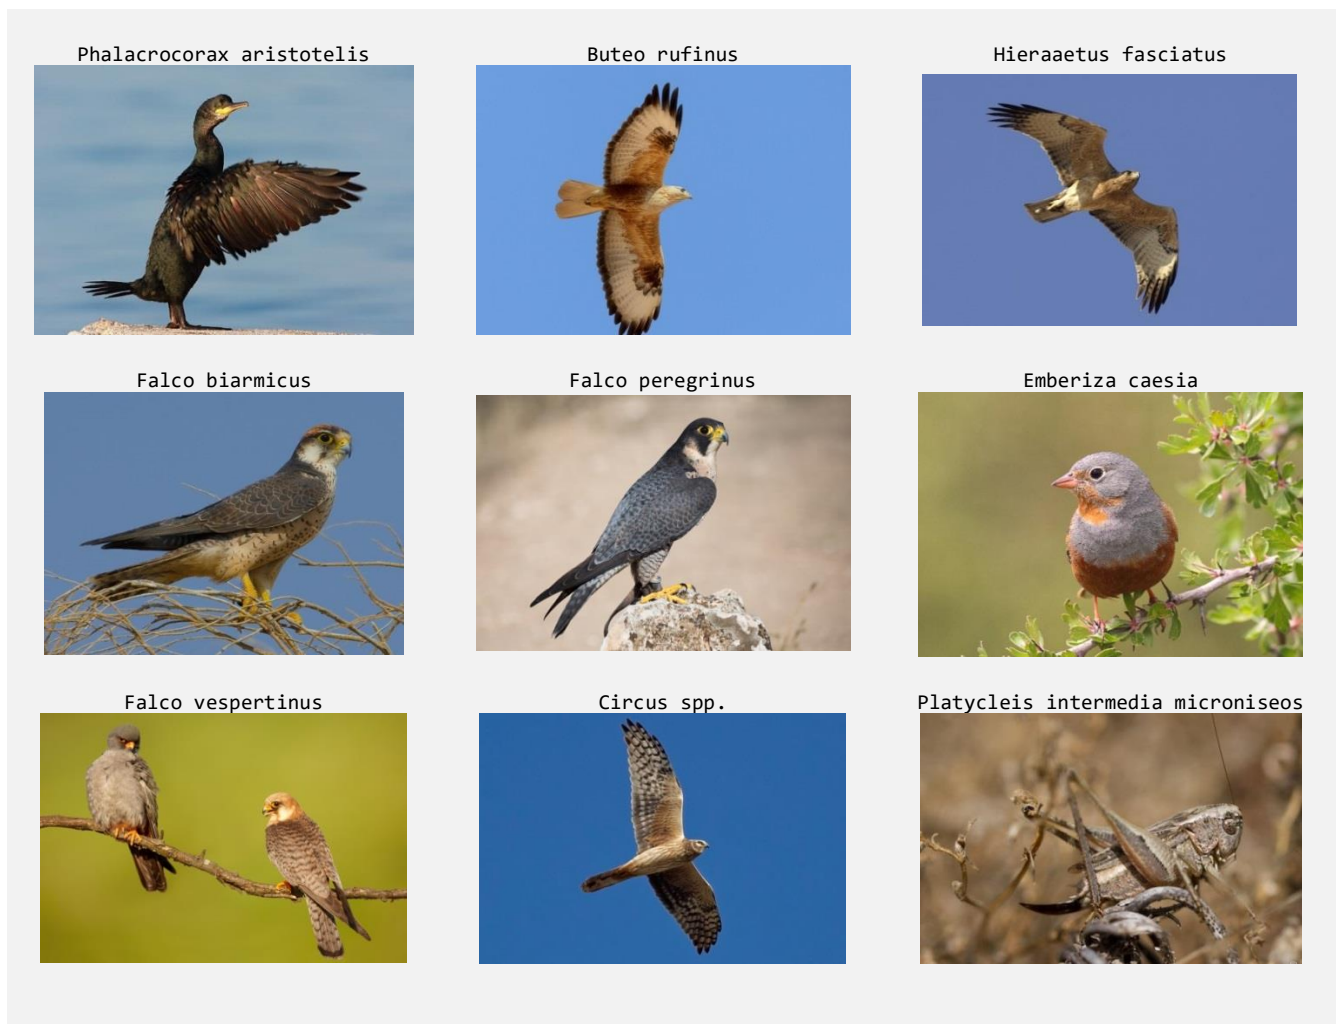 Phalacrocorax aristotelis
Buteo rufinus
Hieraaetus fasciatus
Falco biarmicus
Falco peregrinus
Emberiza caesia
Falco vespertinus
Circus spp.
Platycleis intermedia microniseos